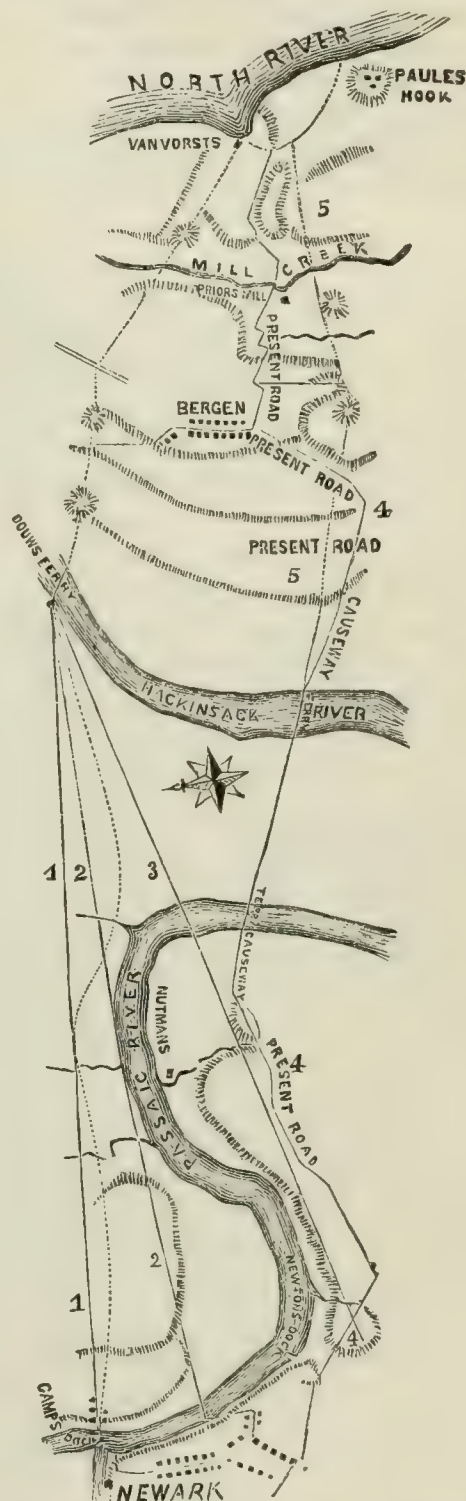 NORTH RIVER
PAULES
HOOK
VANVORSTS
5
MILL CREEK
PRIORS MILL
PRESENT ROAD
BERGEN
PRESENT ROAD
4
PRESENT ROAD
5
DOUWS FERRY
CAUSEWAY
HACKINSACK RIVER
FERRY
1
2
3
CAUSEWAY
PASSAIC RIVER
NUTMANS
4
PRESENT ROAD
2
1
DOCK
4
CAMPS
NEWARK